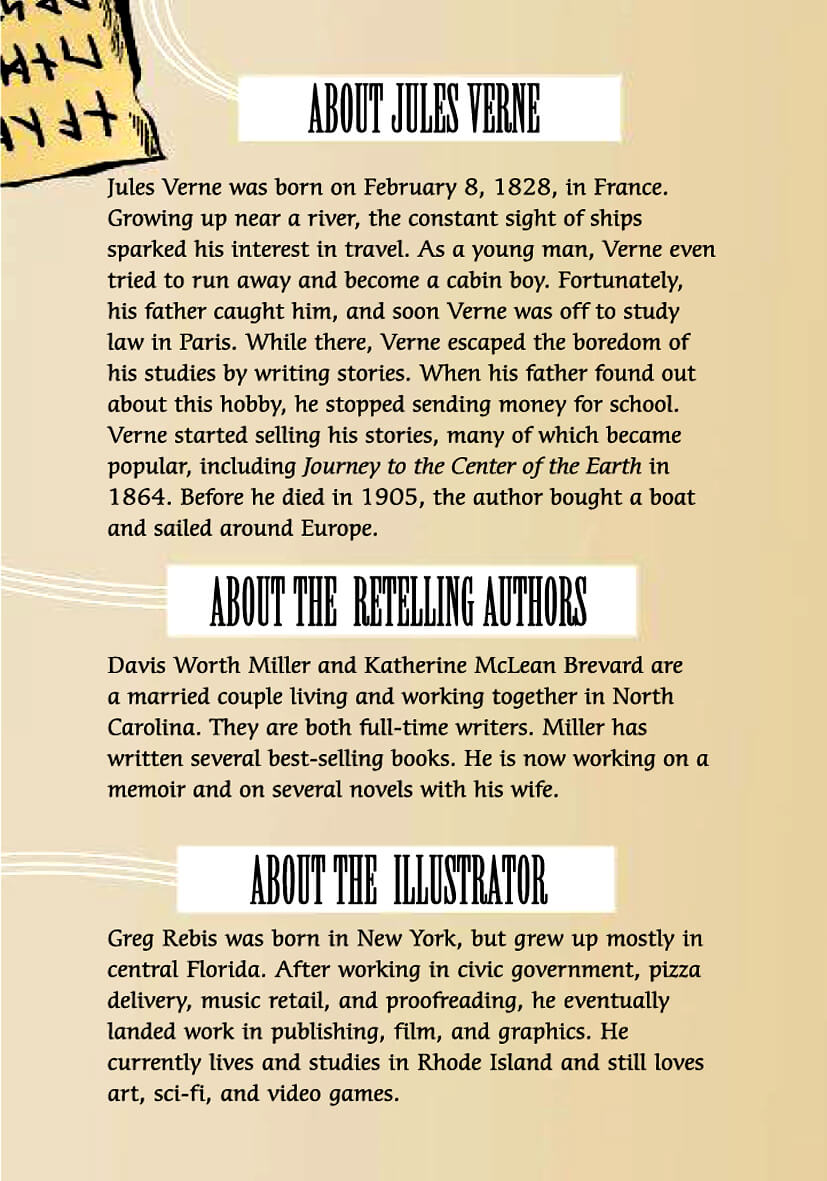 ABOUT JULES VERNE
Jules Verne was born on February 8, 1828, in France.
Growing up near a river, the constant sight of ships
sparked his interest in travel. As a young man, Verne even
tried to run away and become a cabin boy. Fortunately,
his father caught him, and soon Verne was off to study
law in Paris. While there, Verne escaped the boredom of
his studies by writing stories. When his father found out
about this hobby, he stopped sending money for school.
Verne started selling his stories, many of which became
popular, including Journey to the Center of the Earth in
1864. Before he died in 1905, the author bought a boat
and sailed around Europe.
ABOUT THE RETELLING AUTHORS
Davis Worth Miller and Katherine McLean Brevard are
a married couple living and working together in North
Carolina. They are both full-time writers. Miller has
written several best-selling books. He is now working on a
memoir and on several novels with his wife.
ABOUT THE ILLUSTRATOR
Greg Rebis was born in New York, but grew up mostly in
central Florida. After working in civic government, pizza
delivery, music retail, and proofreading, he eventually
landed work in publishing, film, and graphics. He
currently lives and studies in Rhode Island and still loves
art, sci-fi, and video games.